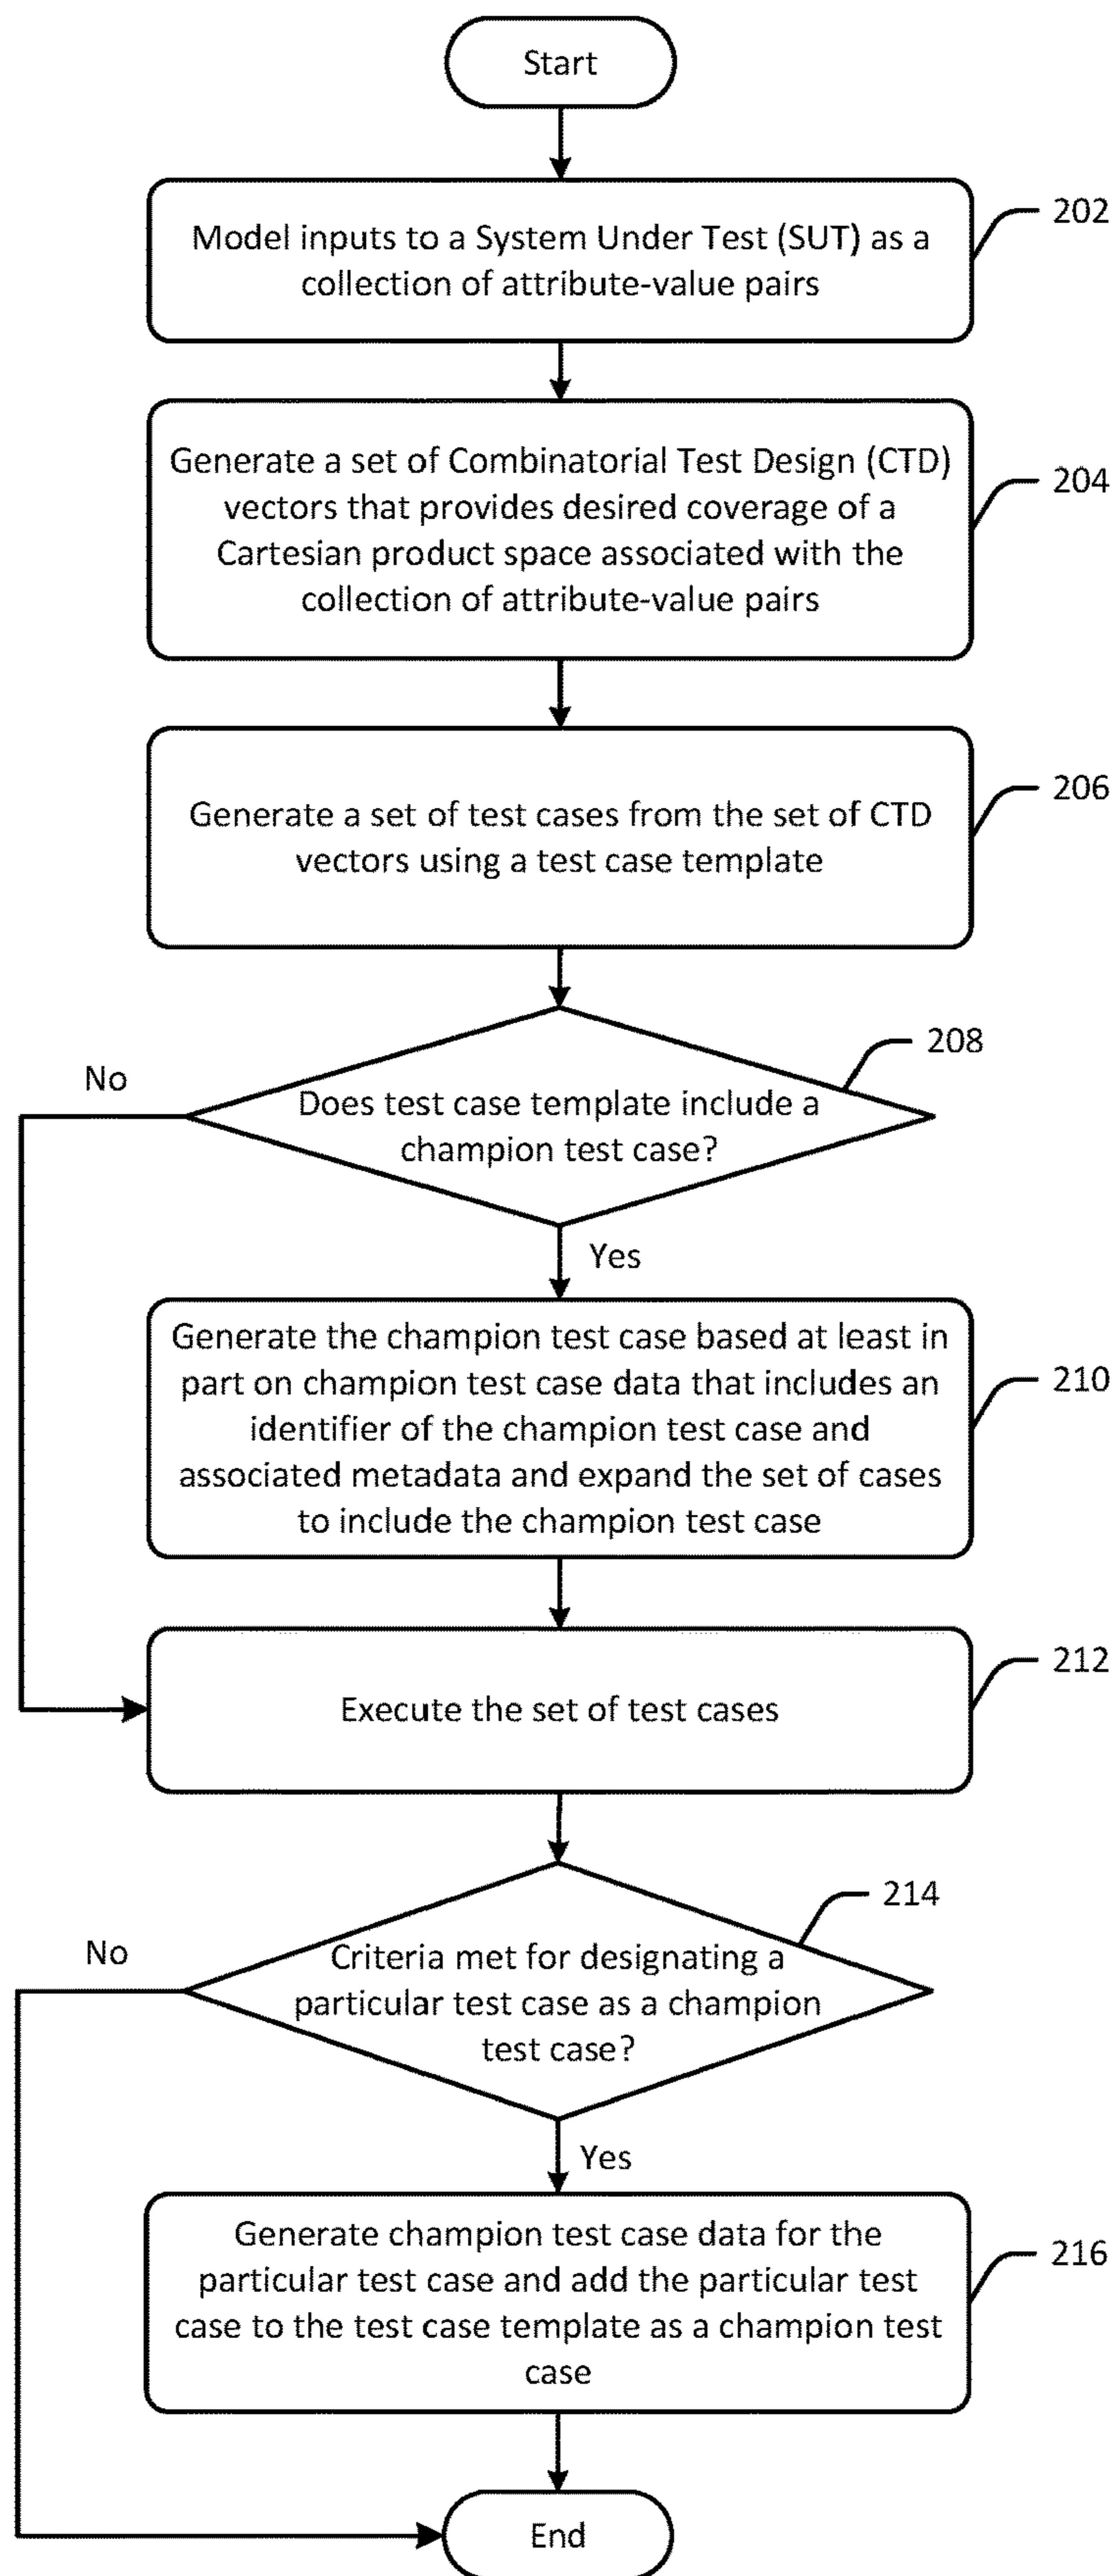 Start
Model inputs to a System Under Test (SUT) as a
collection of attribute-value pairs
202
Generate a set of Combinatorial Test Design (CTD)
vectors that provides desired coverage of a
Cartesian product space associated with the
collection of attribute-value pairs
204
Generate a set of test cases from the set of CTD
vectors using a test case template
206
Does test case template include a
champion test case?
208
No
Yes
Generate the champion test case based at least in
part on champion test case data that includes an
identifier of the champion test case and
associated metadata and expand the set of cases
to include the champion test case
210
Execute the set of test cases
212
Criteria met for designating a
particular test case as a champion
test case?
214
No
Yes
Generate champion test case data for the
particular test case and add the particular test
case to the test case template as a champion test
case
216
End